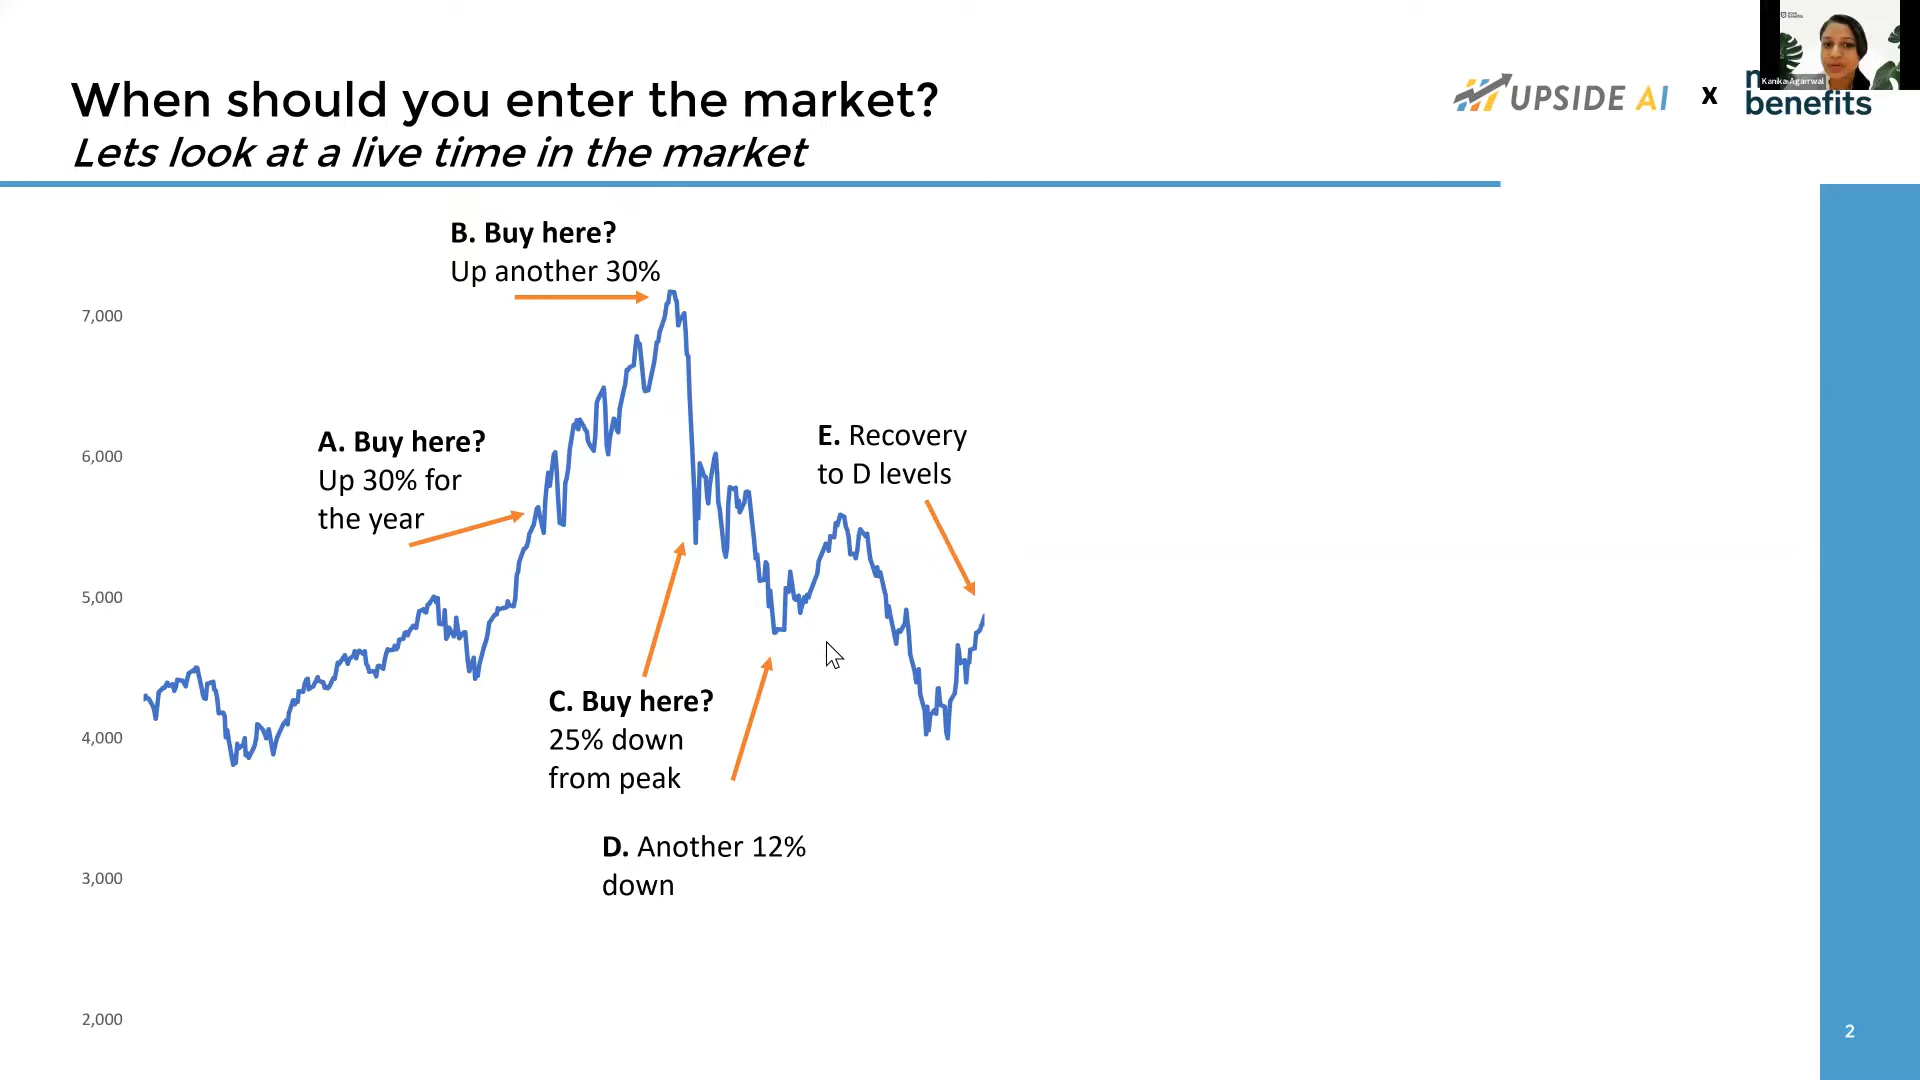 When should you enter the market?
Lets look at a live time in the market
UPSIDE AI x
benefits
Kanika Agarrwal
B. Buy here?
Up another 30%
7,000
A. Buy here?
Up 30% for
the year
6,000
E. Recovery
to D levels
5,000
C. Buy here?
25% down
from peak
4,000
D. Another 12%
down
3,000
2,000
2